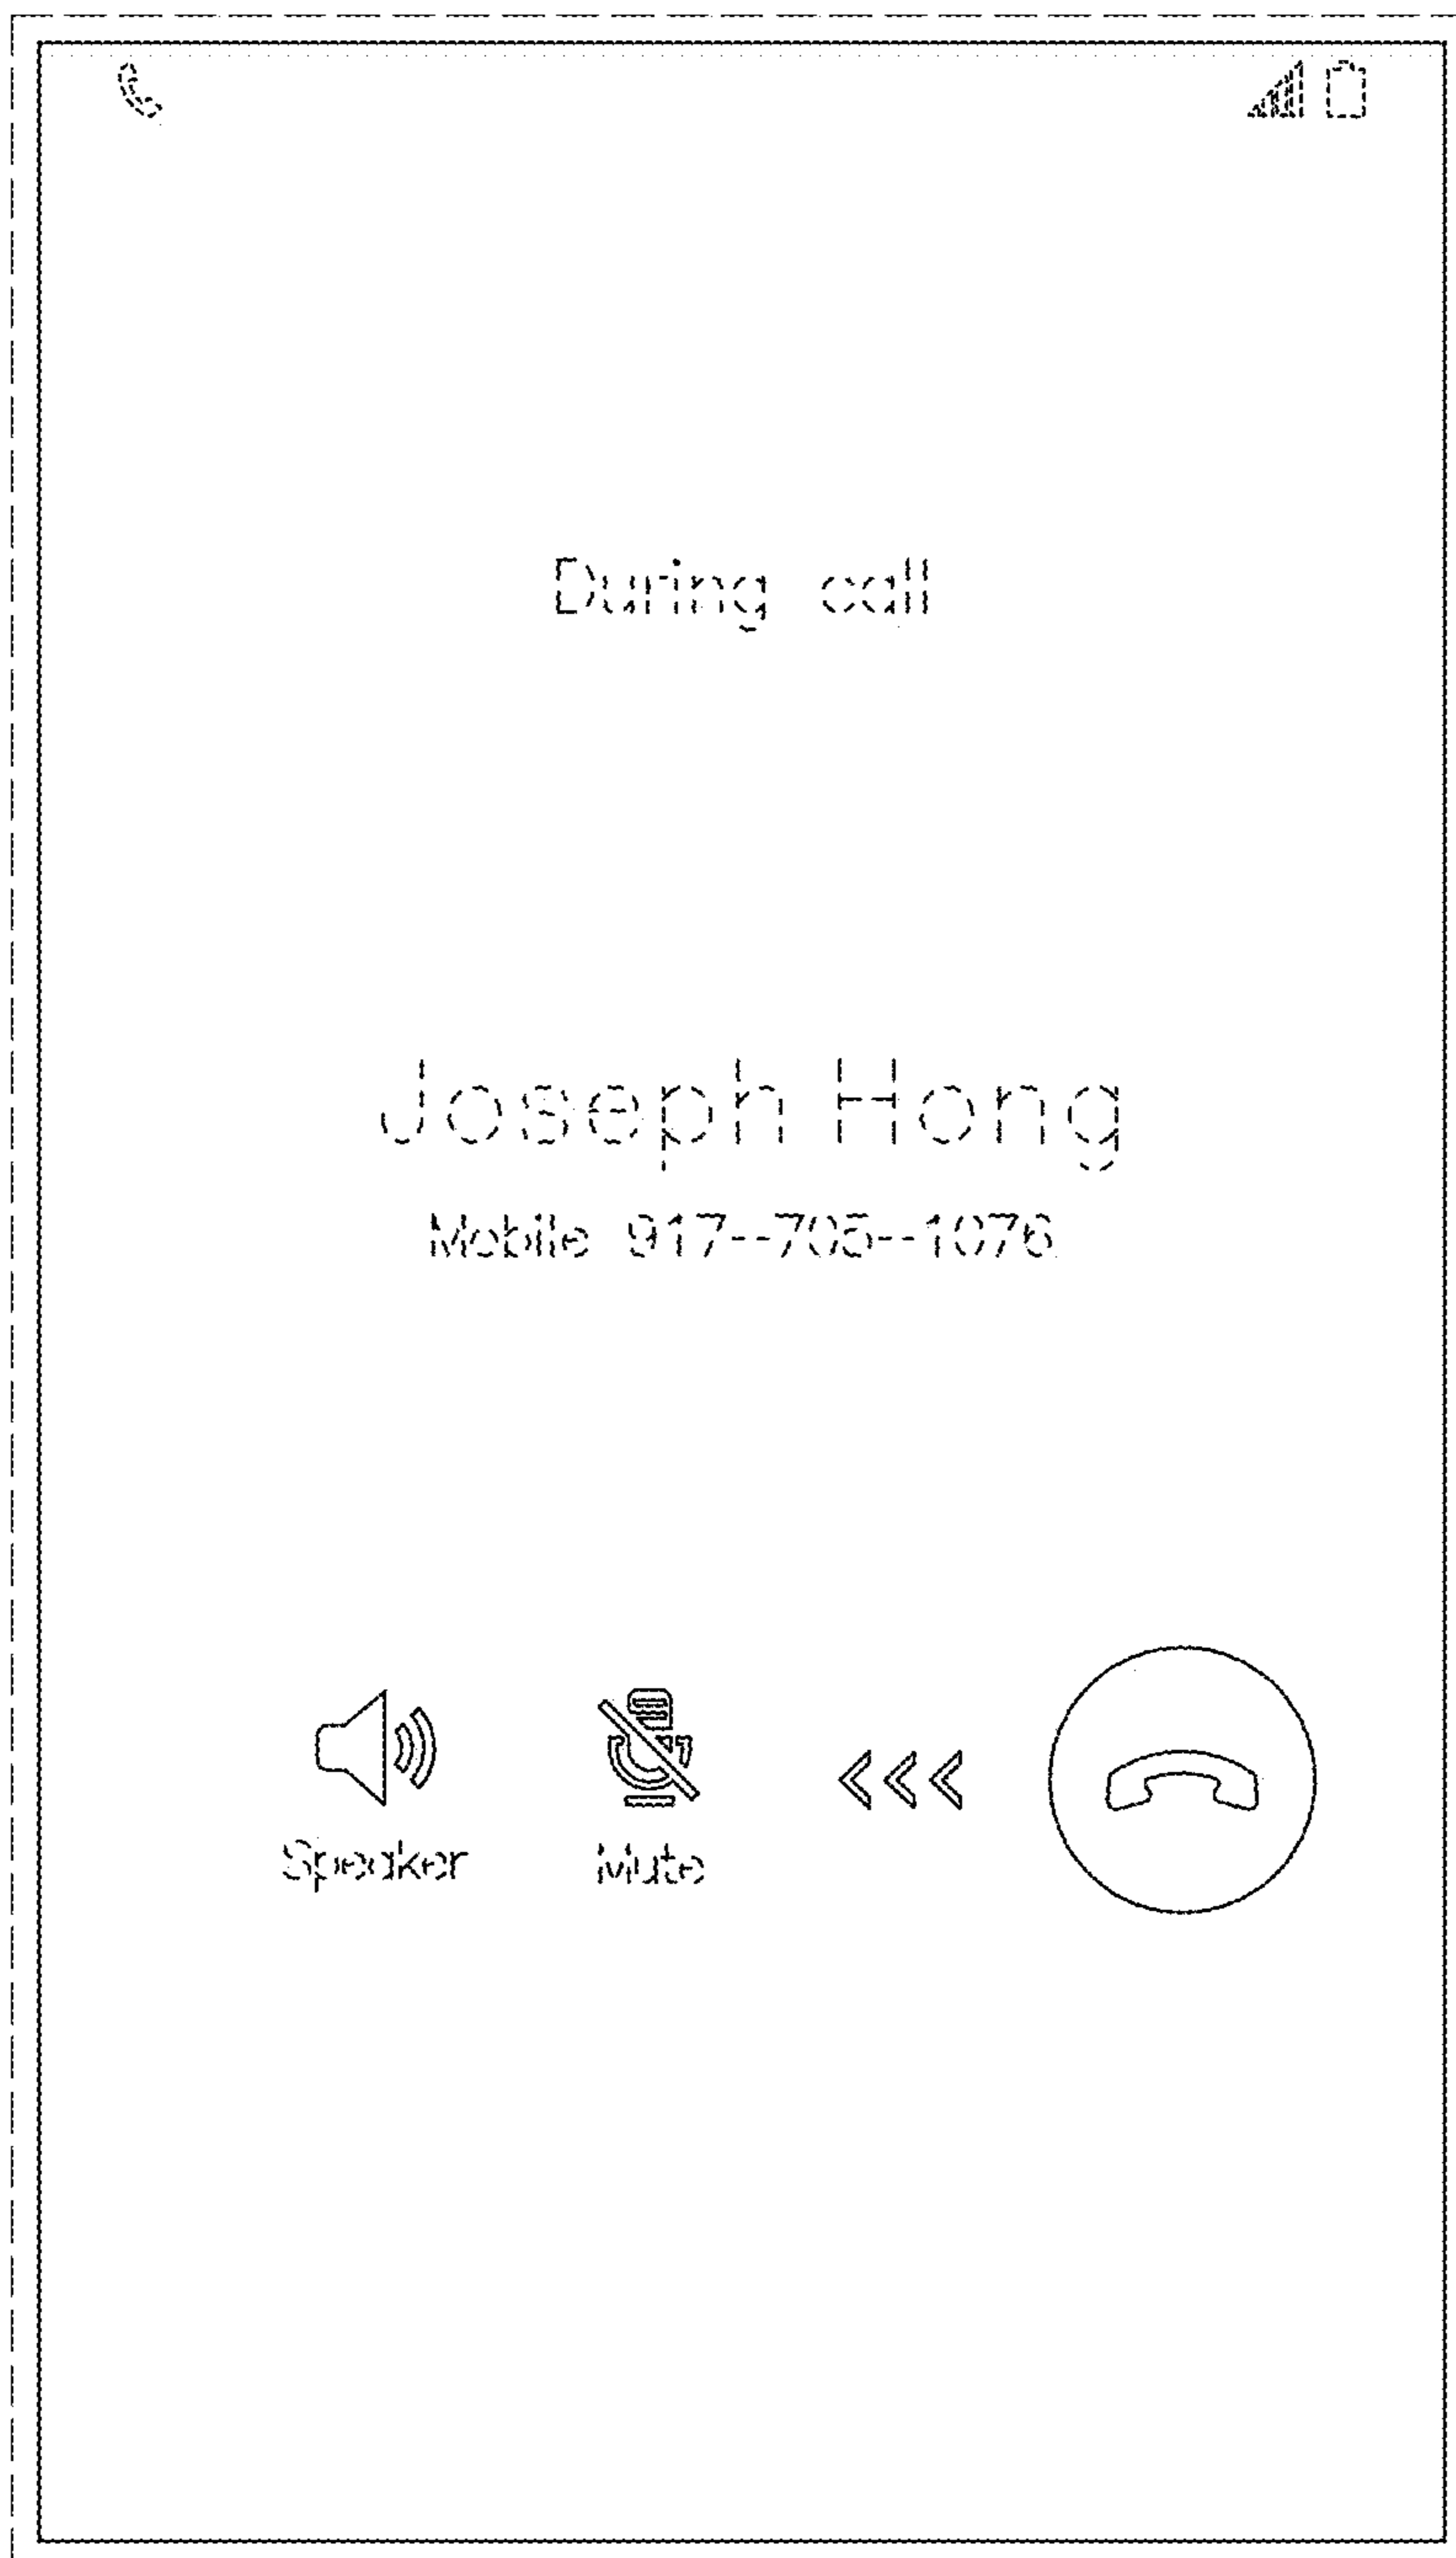 During call
Joseph Hong
Mobile 917--705--1076
Speaker Mute